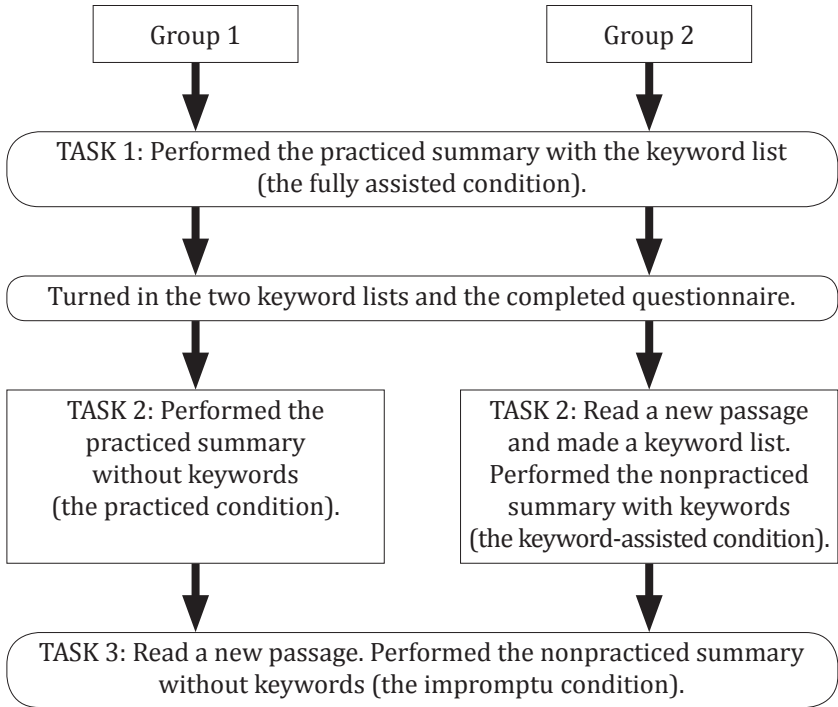 Group 1
Group 2
TASK 1: Performed the practiced summary with the keyword list
(the fully assisted condition).
Turned in the two keyword lists and the completed questionnaire.
TASK 2: Performed the
practiced summary
without keywords
(the practiced condition).
TASK 2: Read a new passage
and made a keyword list.
Performed the nonpracticed
summary with keywords
(the keyword-assisted condition).
TASK 3: Read a new passage. Performed the nonpracticed summary
without keywords (the impromptu condition).